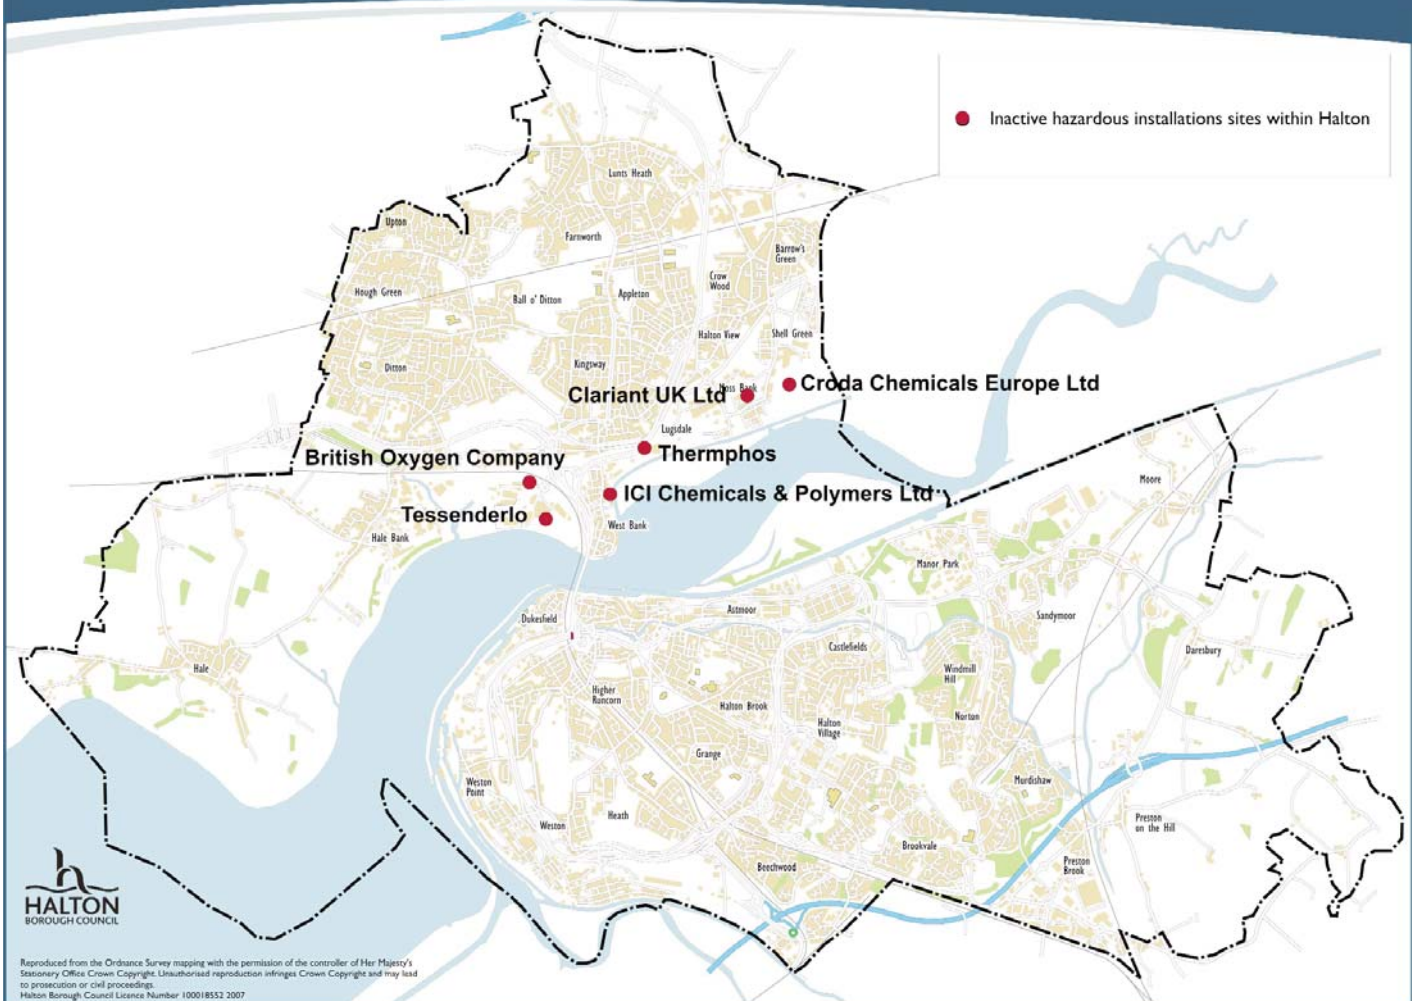 Inactive hazardous installations sites within Halton
Lunts Heath
Upton
Farnworth
Barrow's
Green
Crow
Wood
Hough Green
Ball o' Ditton
Appleton
Halton View
Shell Green
Ditton
Kingsway
Moss Bank
Croda Chemicals Europe Ltd
Clariant UK Ltd
Lugsdale
Thermphos
British Oxygen Company
Moore
ICI Chemicals & Polymers Ltd
Tessenderlo
West Bank
Hale Bank
Manor Park
Dukesfield
Astmoor
Sandymoor
Castlefields
Daresbury
Hale
Windmill
Hill
Higher
Runcorn
Halton Brook
Norton
Halton
Village
Grange
Murdishaw
Weston
Point
Heath
Weston
Preston
on the Hill
Brookvale
Beechwood
Preston
Brook
HALTON
BOROUGH COUNCIL
Reproduced from the Ordnance Survey mapping with the permission of the controller of Her Majesty's
Stationery Office Crown Copyright. Unauthorised reproduction infringes Crown Copyright and may lead
to prosecution or civil proceedings.
Halton Borough Council Licence Number 100018552 2007